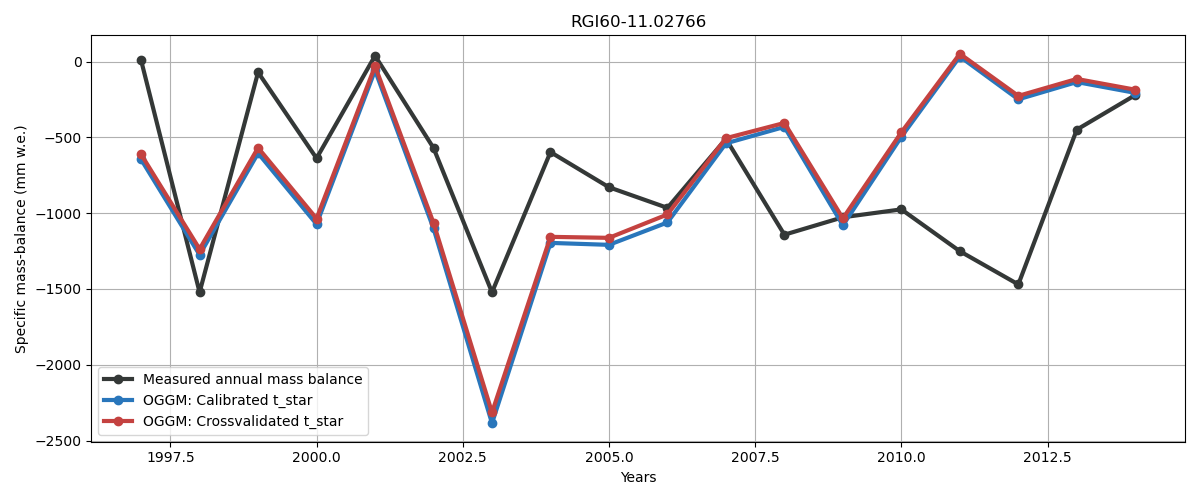 RGI60-11.02766
Specific mass-balance (mm w.e.)
0
−500
−1000
−1500
−2000
−2500
Measured annual mass balance
OGGM: Calibrated t_star
OGGM: Crossvalidated t_star
1997.5 2000.0 2002.5 2005.0 2007.5 2010.0 2012.5
Years